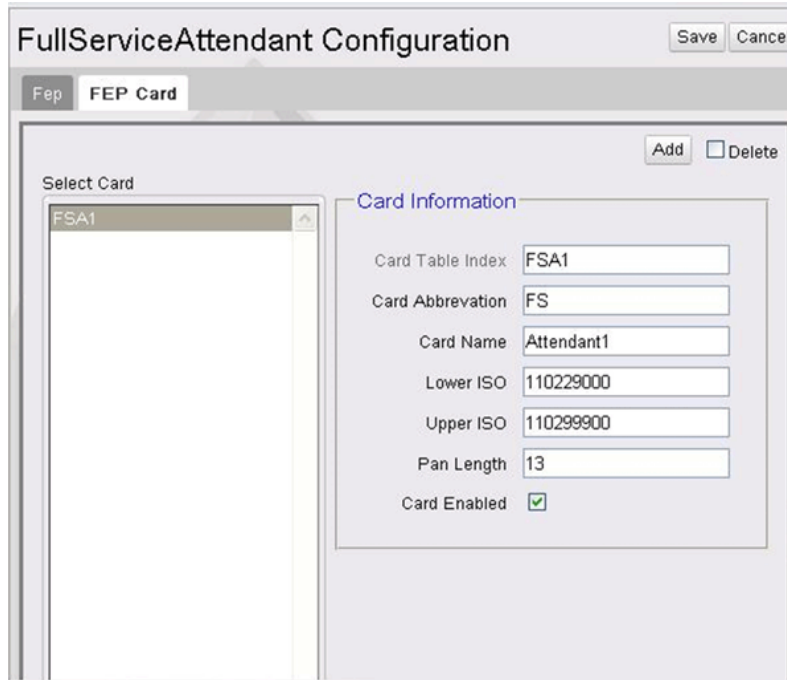 FullServiceAttendant Configuration
Save Cance
Fep FEP Card
Add Delete
Select Card
FSA1
Card Information
Card Table Index FSA1
Card Abbrevation FS
Card Name Attendant1
Lower ISO 110229000
Upper ISO 110299900
Pan Length 13
Card Enabled